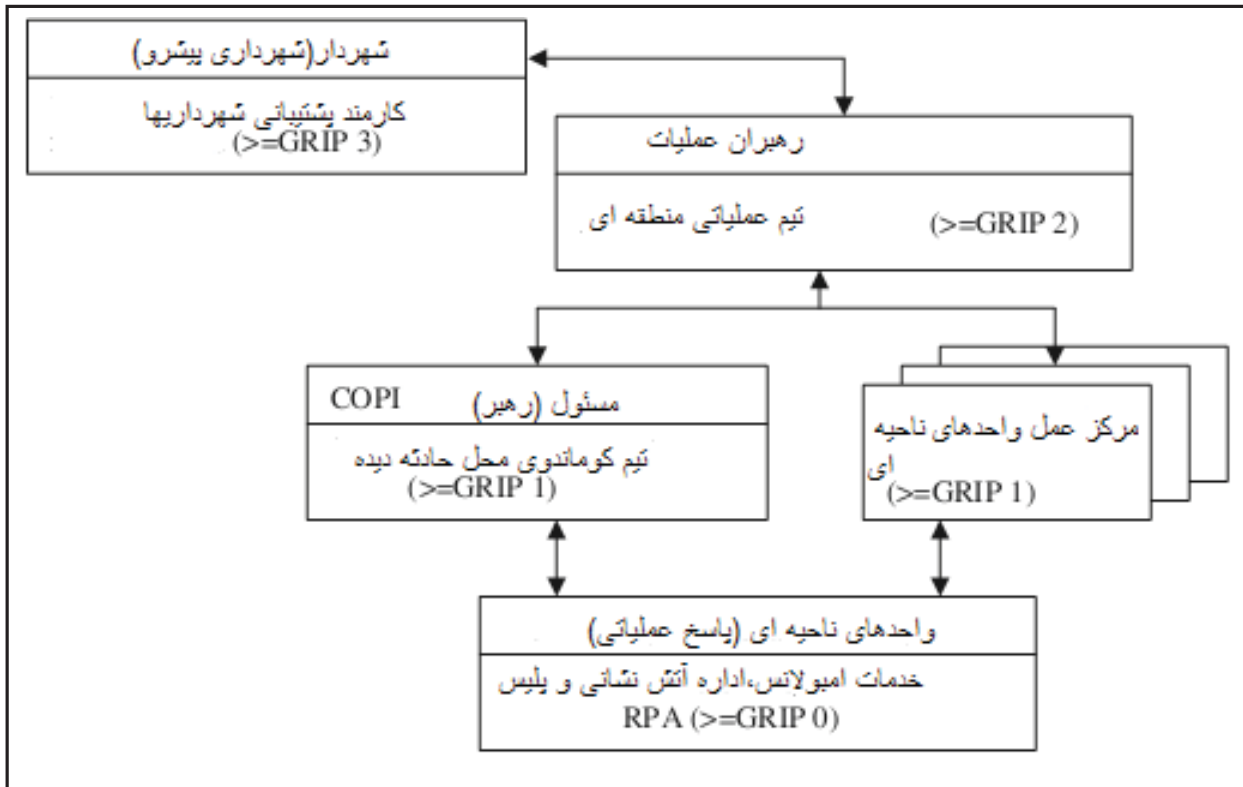 شهردار(شهرداری پیشرو)
کارمند پشتیبانی شهرداریها
(>=GRIP 3)
رهبران عملیات
تیم عملیاتی منطقه ای (>=GRIP 2)
COPI مسئول (رهبر)
تیم کوماندوی محل حادثه دیده
(>=GRIP 1)
مرکز عمل واحدهای ناحیه
ای
(>=GRIP 1)
واحدهای ناحیه ای (پاسخ عملیاتی)
خدمات امبولانس،اداره آتش نشانی و پلیس
RPA (>=GRIP 0)